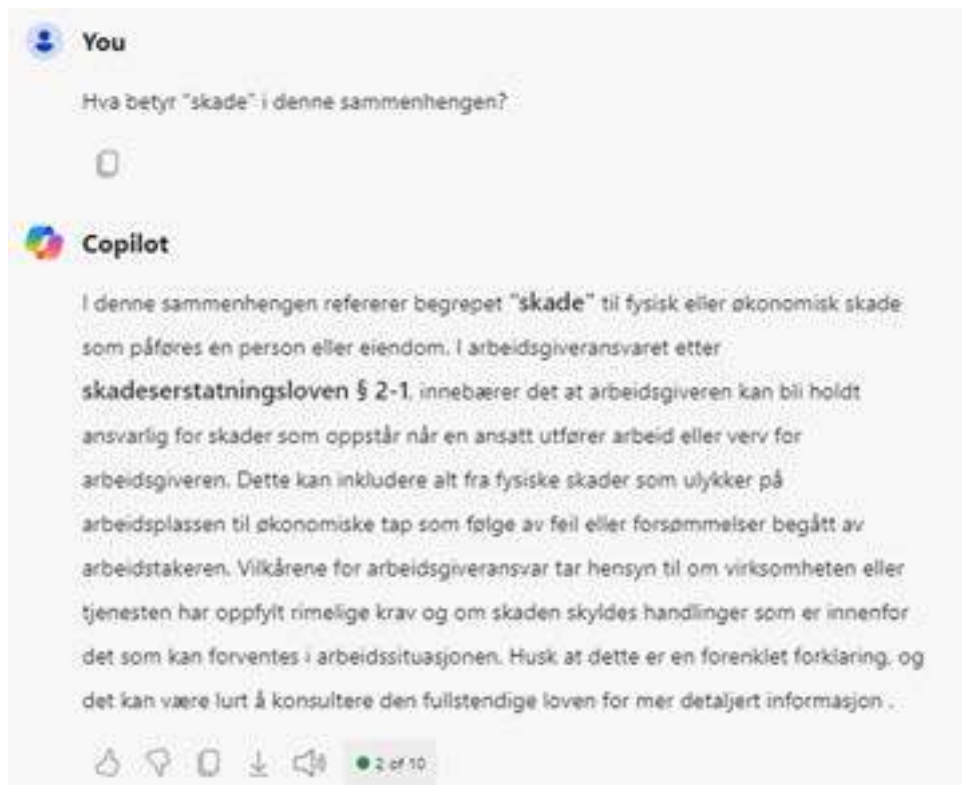 You
Hva betyr "skade" i denne sammenhengen?
Copilot
I denne sammenhengen refererer begrepet "skade" til fysisk eller økonomisk skade
som påføres en person eller eiendom. I arbeidsgiveransvaret etter
skadeserstatningsloven § 2-1, innebærer det at arbeidsgiveren kan bli holdt
ansvarlig for skader som oppstår når en ansatt utfører arbeid eller verv for
arbeidsgiveren. Dette kan inkludere alt fra fysiske skader som ulykker på
arbeidsplassen til økonomiske tap som følge av feil eller forsømmelser begått av
arbeidstakeren. Vilkårene for arbeidsgiveransvar tar hensyn til om virksomheten eller
tjenesten har oppfylt rimelige krav og om skaden skyldes handlinger som er innenfor
det som kan forventes i arbeidssituasjonen. Husk at dette er en forenklet forklaring, og
det kan være lurt å konsultere den fullstendige loven for mer detaljert informasjon .
2 of 10